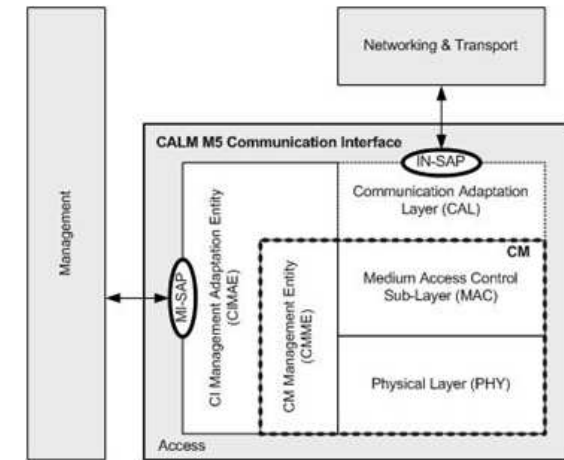 Networking & Transport
CALM M5 Communication Interface
IN-SAP
Communication Adaptation
Layer (CAL)
CM
Management
MI-SAP
CI Management Adaptation Entity
(CIMAE)
CM Management Entity
(CMME)
Medium Access Control
Sub-Layer (MAC)
Physical Layer (PHY)
Access